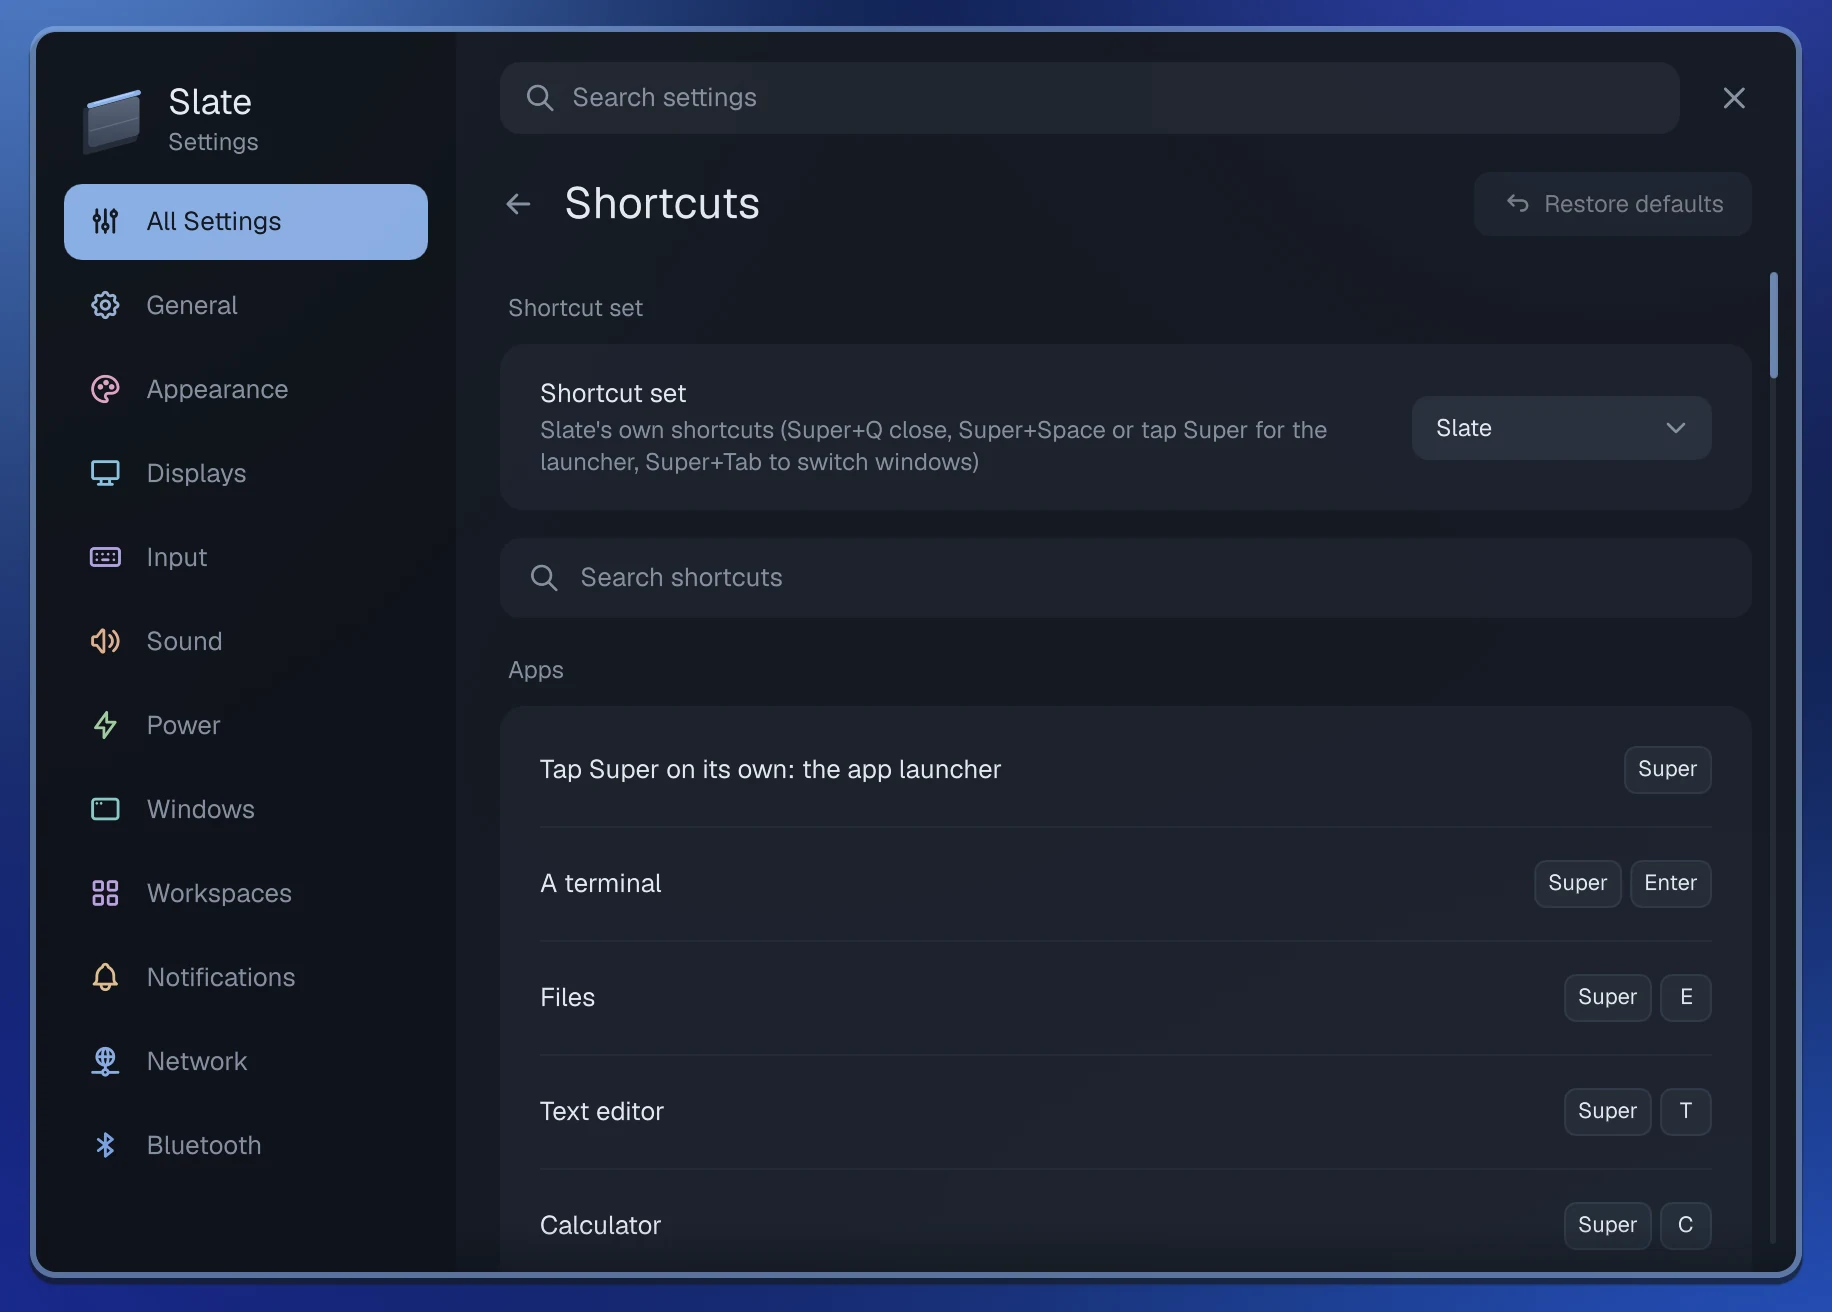 Slate
Settings
All Settings
General
Appearance
Displays
Input
Sound
Power
Windows
Workspaces
Notifications
Network
Bluetooth
Search settings
Shortcuts
Restore defaults
Shortcut set
Shortcut set
Slate's own shortcuts (Super+Q close, Super+Space or tap Super for the
launcher, Super+Tab to switch windows)
Slate
Search shortcuts
Apps
Tap Super on its own: the app launcher
Super
A terminal
Super Enter
Files
Super E
Text editor
Super T
Calculator
Super C